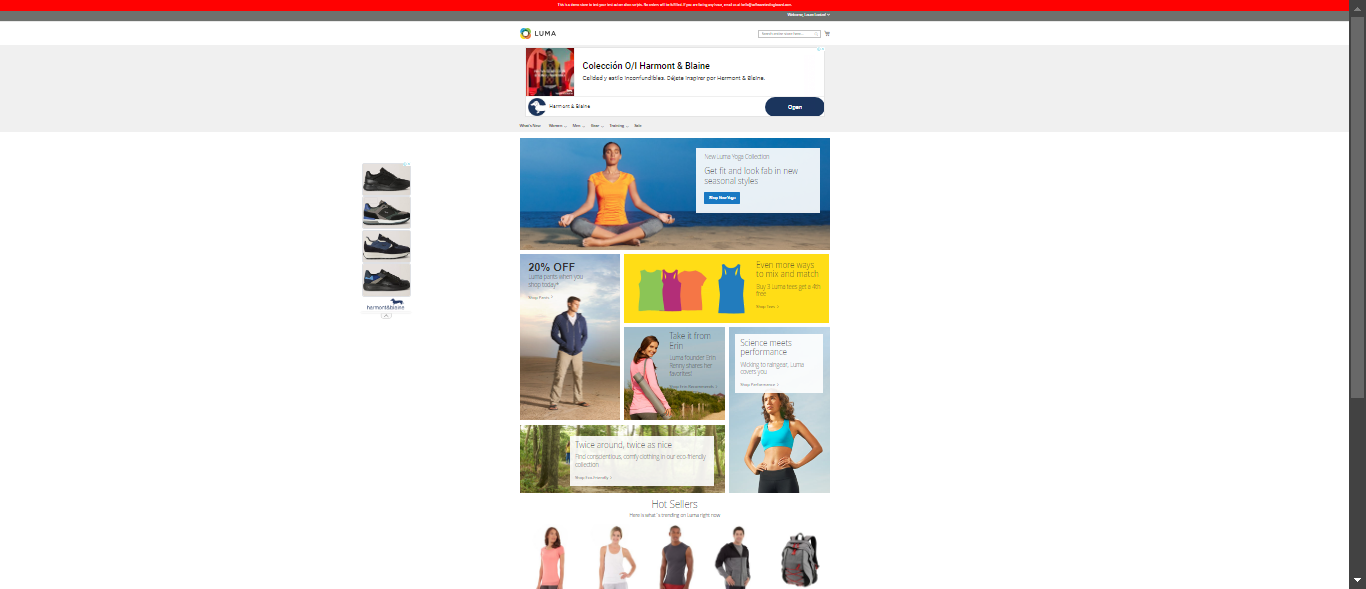 This is a demo store to test your test automation scripts. No orders will be fulfilled. If you are facing any issue, email us at
Welcome,
LUMA
Search entire store here...
Colección O/I Harmont & Blaine
Calidad y estilo inconfundibles. Déjate inspirar por Harmont & Blaine.
Harmont & Blaine
Open
What's New Women Men Gear Training Sale
New Luma Yoga Collection
Get fit and look fab in new
seasonal styles
Shop New Yoga
harmont&blaine
20% OFF
Luma pants when you
shop today*
Shop Pants
Even more ways
to mix and match
Buy 3 Luma tees get a 4th
free
Shop Tees
Take it from
Erin
Luma founder Erin
Renny shares her
favorites!
Shop Erin Recommends
Science meets
performance
Wicking to raingear, Luma
covers you
Shop Performance
Twice around, twice as nice
Find conscientious, comfy clothing in our eco-friendly
collection
Shop Eco-Friendly
Hot Sellers
Here is what`s trending on Luma right now